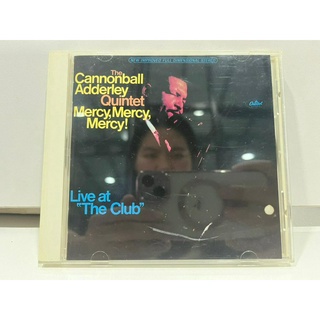 The
Cannonball
Adderley
Quintet
Mercy, Mercy,
Mercy!
Live at
"The Club"